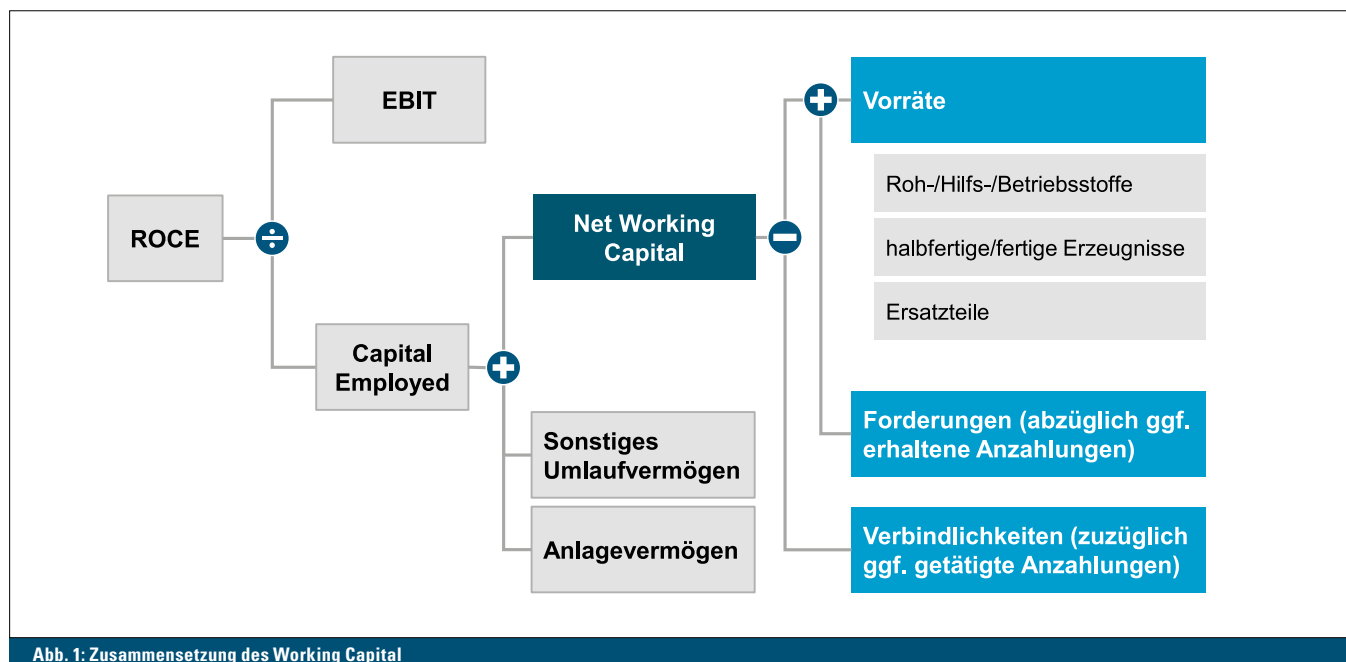 EBIT
ROCE
Capital
Employed
Net Working
Capital
Sonstiges
Umlaufvermögen
Anlagevermögen
Vorräte
Roh-/Hilfs-/Betriebsstoffe
halbfertige/fertige Erzeugnisse
Ersatzteile
Forderungen (abzüglich ggf.
erhaltene Anzahlungen)
Verbindlichkeiten (zuzüglich
ggf. getätigte Anzahlungen)
Abb. 1: Zusammensetzung des Working Capital